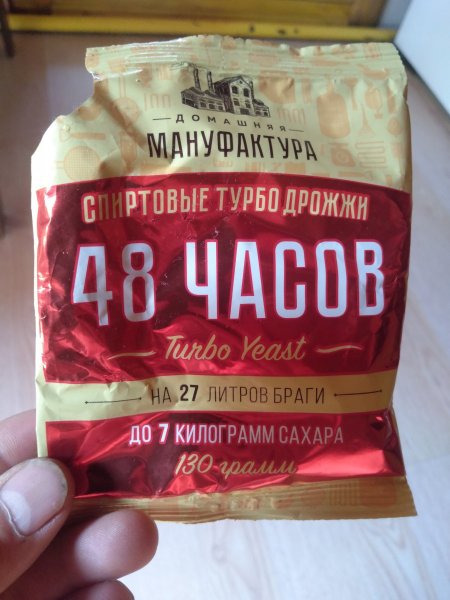 ДОМАШНЯЯ
МАНУФАКТУРА
СПИРТОВЫЕ ТУРБО ДРОЖЖИ
48 ЧАСОВ
Turbo Yeast
НА 27 ЛИТРОВ БРАГИ
ДО 7 КИЛОГРАММ САХАРА
130 грамм